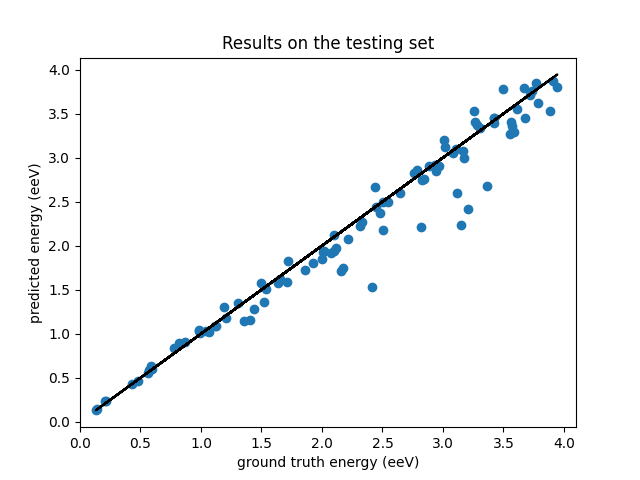 Results on the testing set
predicted energy (eeV)
4.0
3.5
3.0
2.5
2.0
1.5
1.0
0.5
0.0
0.0 0.5 1.0 1.5 2.0 2.5 3.0 3.5 4.0
ground truth energy (eeV)